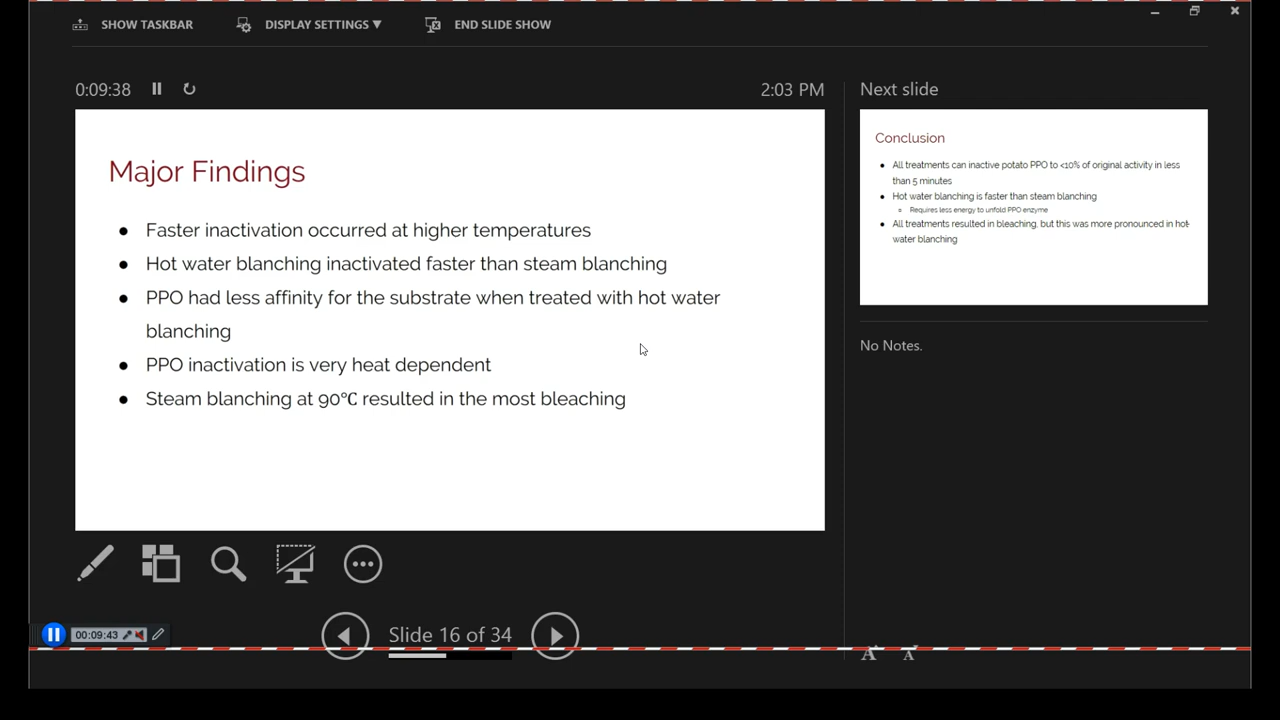 SHOW TASKBAR
DISPLAY SETTINGS ▼
END SLIDE SHOW
0:09:38
2:03 PM
Next slide
Major Findings
● Faster inactivation occurred at higher temperatures
● Hot water blanching inactivated faster than steam blanching
● PPO had less affinity for the substrate when treated with hot water
blanching
● PPO inactivation is very heat dependent
● Steam blanching at 90℃ resulted in the most bleaching
Conclusion
● All treatments can inactive potato PPO to <10% of original activity in less
than 5 minutes
● Hot water blanching is faster than steam blanching
○ Requires less energy to unfold PPO enzyme
● All treatments resulted in bleaching, but this was more pronounced in hot-
water blanching
No Notes.
Slide 16 of 34
00:09:43
A A